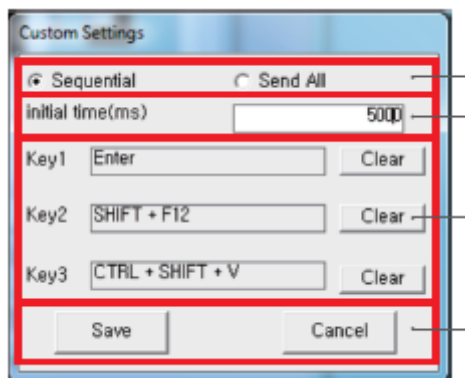 Custom Settings
Sequential Send All
initial time(ms) 5000
Key1 Enter Clear
Key2 SHIFT + F12 Clear
Key3 CTRL + SHIFT + V Clear
Save Cancel